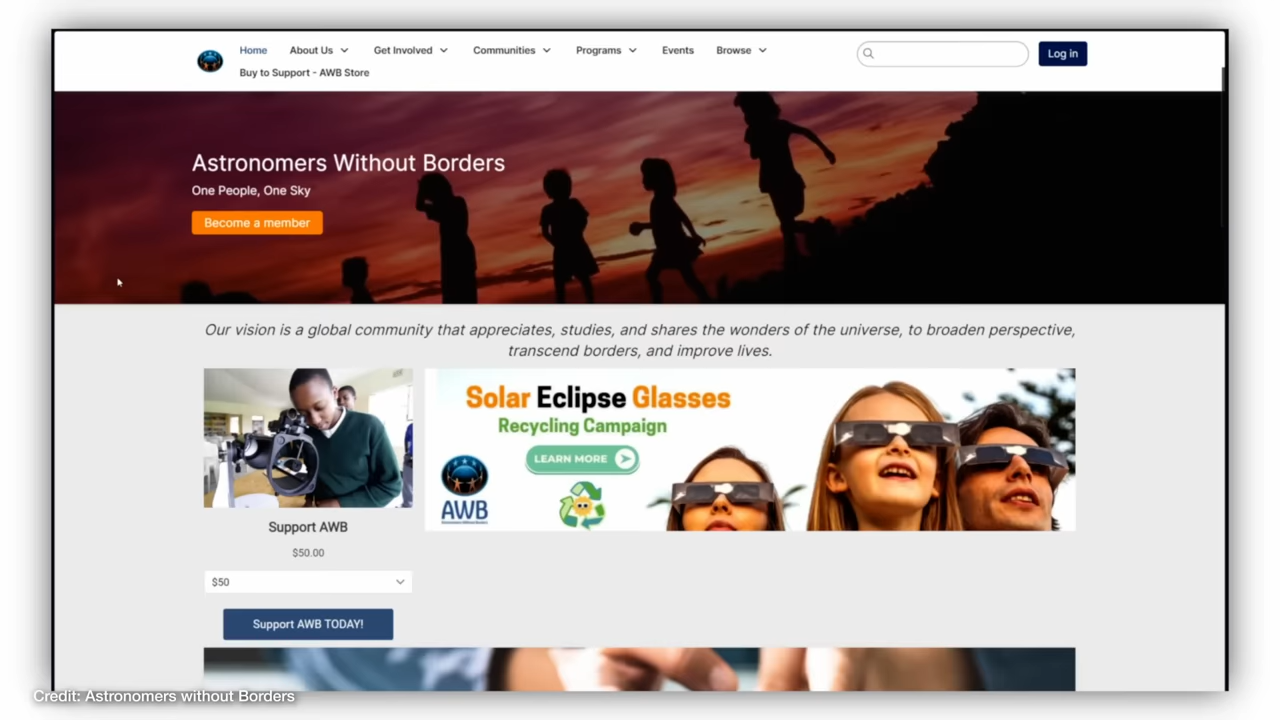 Home
About Us
Get Involved
Communities
Programs
Events
Browse
Log in
Buy to Support - AWB Store
Astronomers Without Borders
One People, One Sky
Become a member
Our vision is a global community that appreciates, studies, and shares the wonders of the universe, to broaden perspective,
transcend borders, and improve lives.
Solar Eclipse Glasses
Recycling Campaign
LEARN MORE
AWB
Support AWB
$50.00
$50
Support AWB TODAY!
Credit: Astronomers without Borders